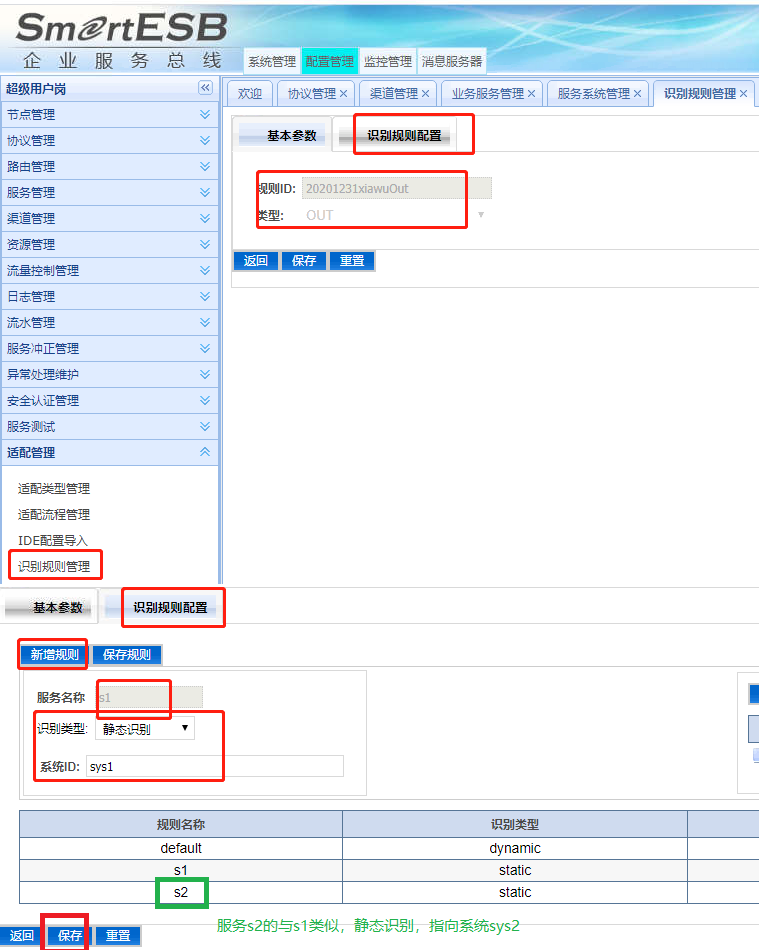 SmartESB
企 业 服 务 总 线
系统管理 配置管理 监控管理 消息服务器
超级用户岗
欢迎 协议管理 渠道管理 业务服务管理 服务系统管理 识别规则管理
节点管理
协议管理
路由管理
服务管理
渠道管理
资源管理
流量控制管理
日志管理
流水管理
服务冲正管理
异常处理维护
安全认证管理
服务测试
适配管理
适配类型管理
适配流程管理
IDE配置导入
识别规则管理
基本参数 识别规则配置
规则ID: 20201231xiawuOut
类型: OUT
返回 保存 重置
基本参数 识别规则配置
新增规则 保存规则
服务名称 s1
识别类型: 静态识别
系统ID: sys1
规则名称 识别类型
default dynamic
s1 static
s2 static
返回 保存 重置
服务s2的与s1类似，静态识别，指向系统sys2